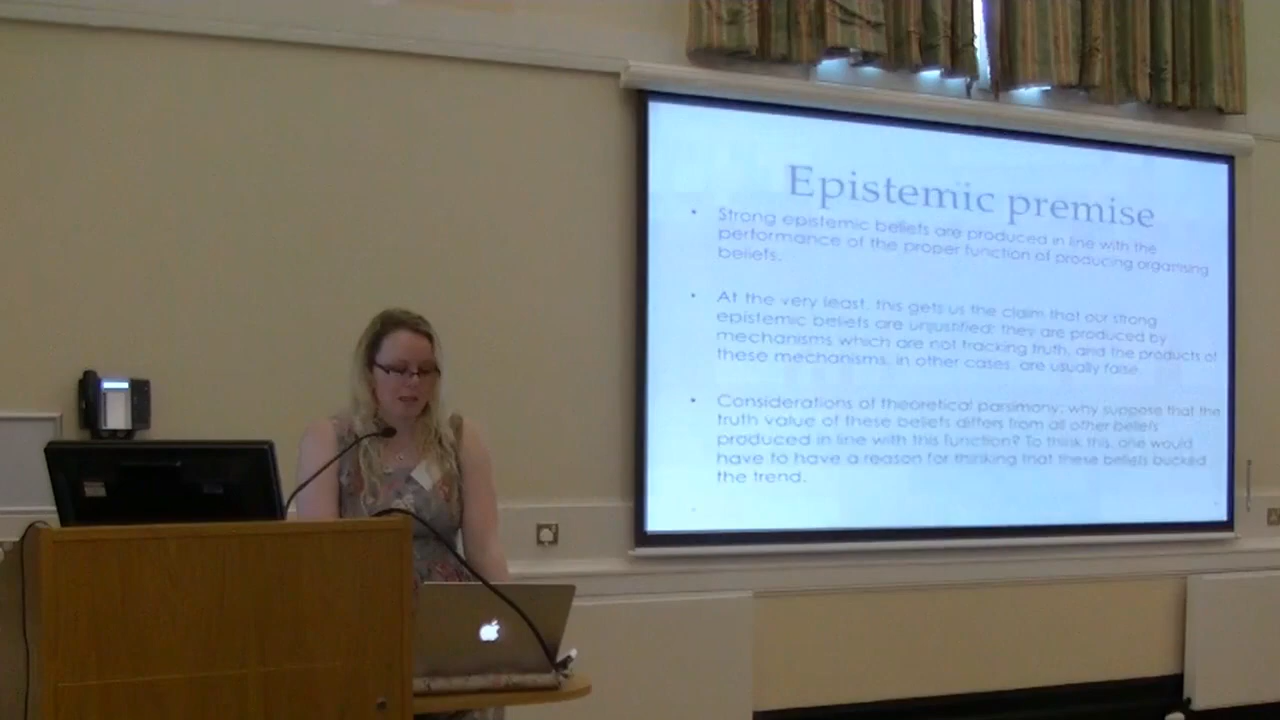 Epistemic premise
• Strong epistemic beliefs are produced in line with the
performance of the proper function of producing organising
beliefs.
• At the very least, this gets us the claim that our strong
epistemic beliefs are unjustified: they are produced by
mechanisms which are not tracking truth, and the products of
these mechanisms, in other cases, are usually false.
• Considerations of theoretical parsimony: why suppose that the
truth value of these beliefs differs from all other beliefs
produced in line with this function? To think this, one would
have to have a reason for thinking that these beliefs bucked
the trend.